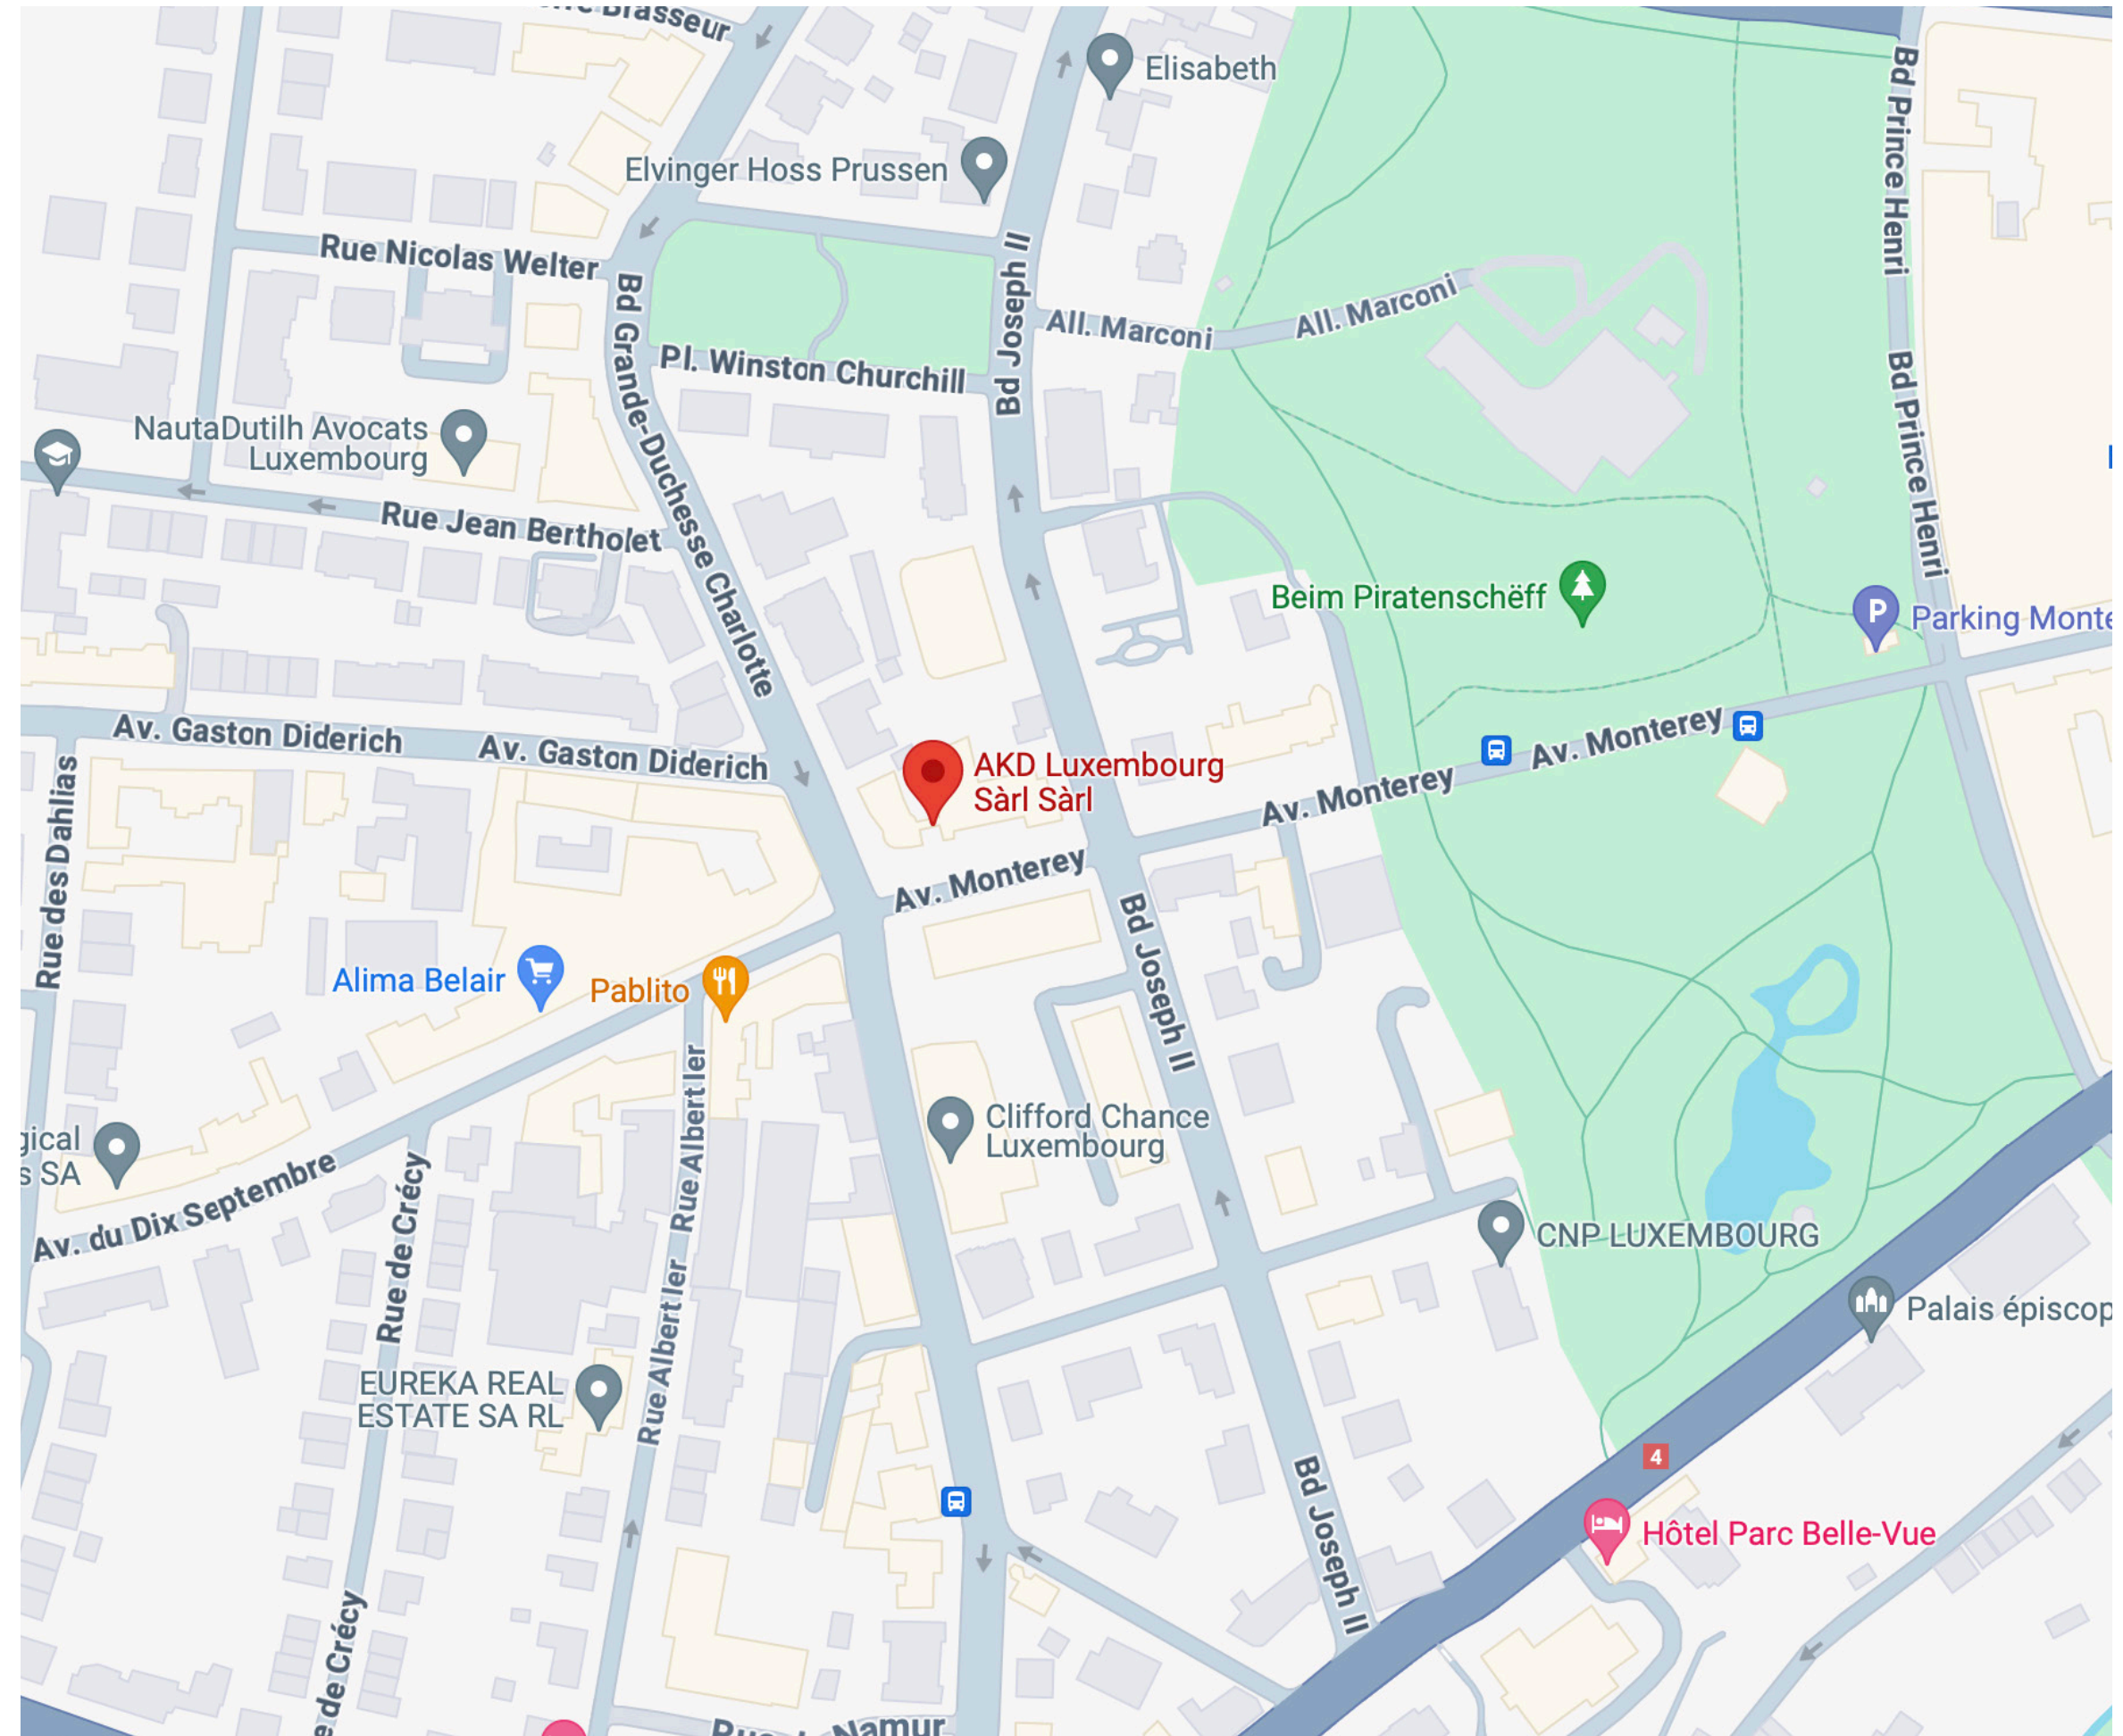 Brasseur
Elisabeth
Bd Prince Henri
Elvinger Hoss Prussen
Rue Nicolas Welter
Bd Joseph II
All. Marconi
All. Marconi
Bd Grande-Duchesse Charlotte
Pl. Winston Churchill
Bd Prince Henri
NautaDutilh Avocats
Luxembourg
Rue Jean Bertholet
Beim Piratenschëff
P
Parking Monte
Av. Gaston Diderich
Av. Gaston Diderich
Av. Monterey
AKD Luxembourg
Sàrl Sàrl
Av. Monterey
Rue des Dahlias
Av. Monterey
Bd Joseph II
Alima Belair
Pablito
Clifford Chance
Luxembourg
gical
s SA
Rue Albert Ier
Av. du Dix Septembre
Rue de Crécy
CNP LUXEMBOURG
Palais épiscop
Rue Albert Ier
EUREKA REAL
ESTATE SA RL
4
Bd Joseph II
Hôtel Parc Belle-Vue
e de Crécy
Namur